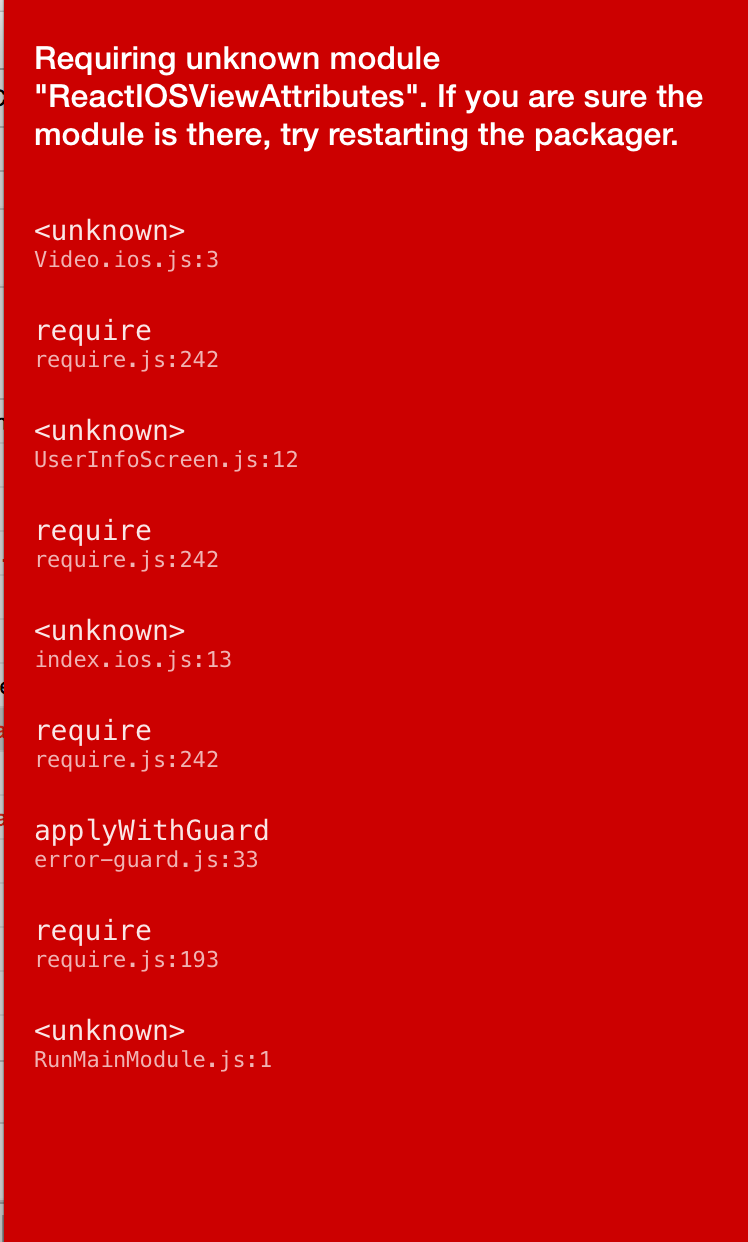 Requiring unknown module
"ReactIOSViewAttributes". If you are sure the
module is there, try restarting the packager.
<unknown>
Video.ios.js:3
require
require.js:242
<unknown>
UserInfoScreen.js:12
require
require.js:242
<unknown>
index.ios.js:13
require
require.js:242
applyWithGuard
error-guard.js:33
require
require.js:193
<unknown>
RunMainModule.js:1